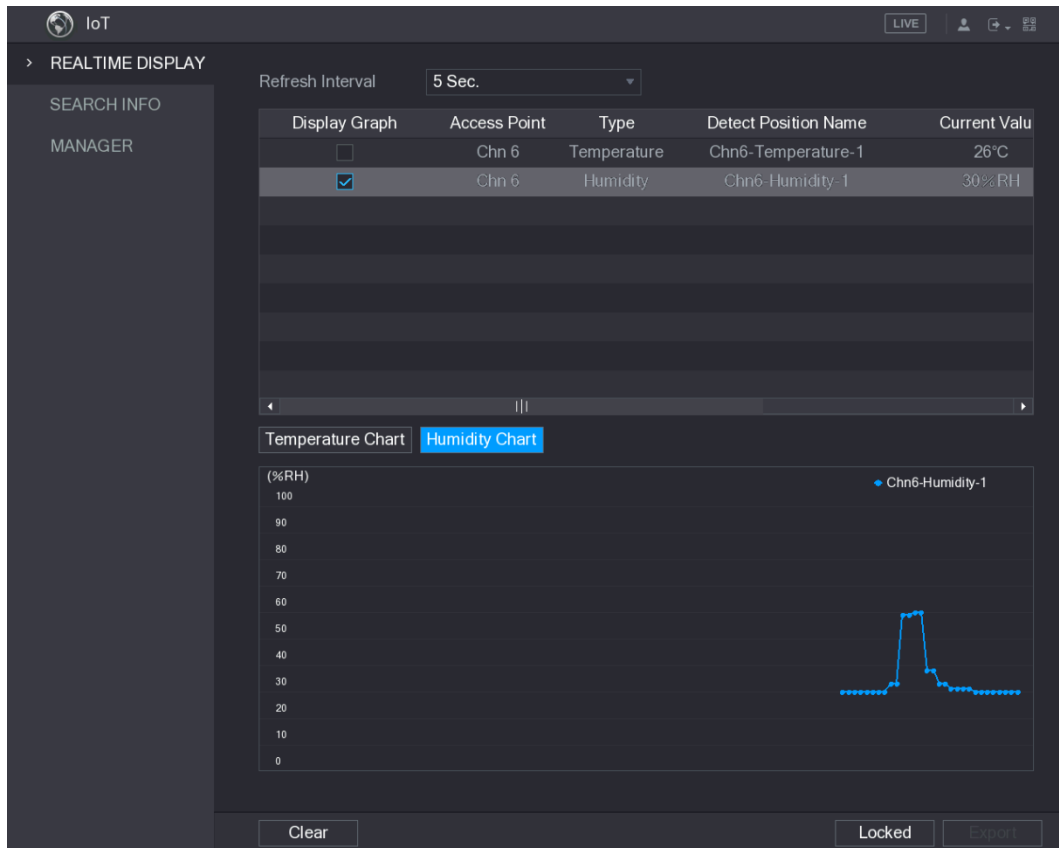 IoT
LIVE
REALTIME DISPLAY
SEARCH INFO
MANAGER
Refresh Interval 5 Sec.
Display Graph Access Point Type Detect Position Name Current Valu
Chn 6 Temperature Chn6-Temperature-1 26°C
Chn 6 Humidity Chn6-Humidity-1 30%RH
Temperature Chart Humidity Chart
(%RH)
Chn6-Humidity-1
100
90
80
70
60
50
40
30
20
10
0
Clear Locked Export